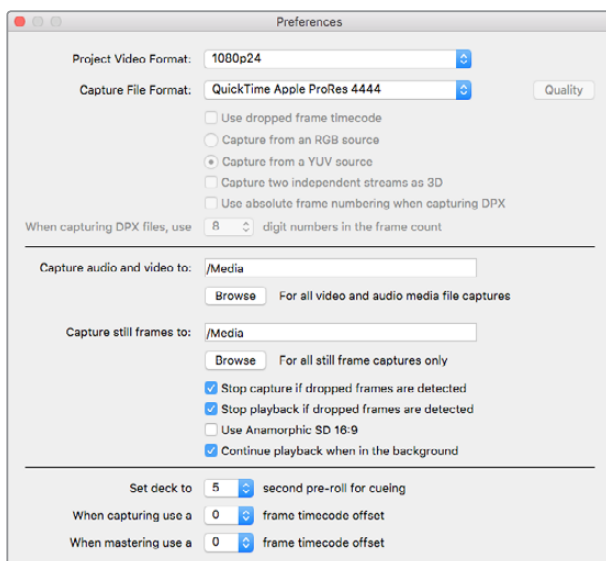 Preferences
Project Video Format: 1080p24
Capture File Format: QuickTime Apple ProRes 4444 Quality
Use dropped frame timecode
Capture from an RGB source
Capture from a YUV source
Capture two independent streams as 3D
Use absolute frame numbering when capturing DPX
When capturing DPX files, use 8 digit numbers in the frame count
Capture audio and video to: /Media
Browse For all video and audio media file captures
Capture still frames to: /Media
Browse For all still frame captures only
Stop capture if dropped frames are detected
Stop playback if dropped frames are detected
Use Anamorphic SD 16:9
Continue playback when in the background
Set deck to 5 second pre-roll for cueing
When capturing use a 0 frame timecode offset
When mastering use a 0 frame timecode offset